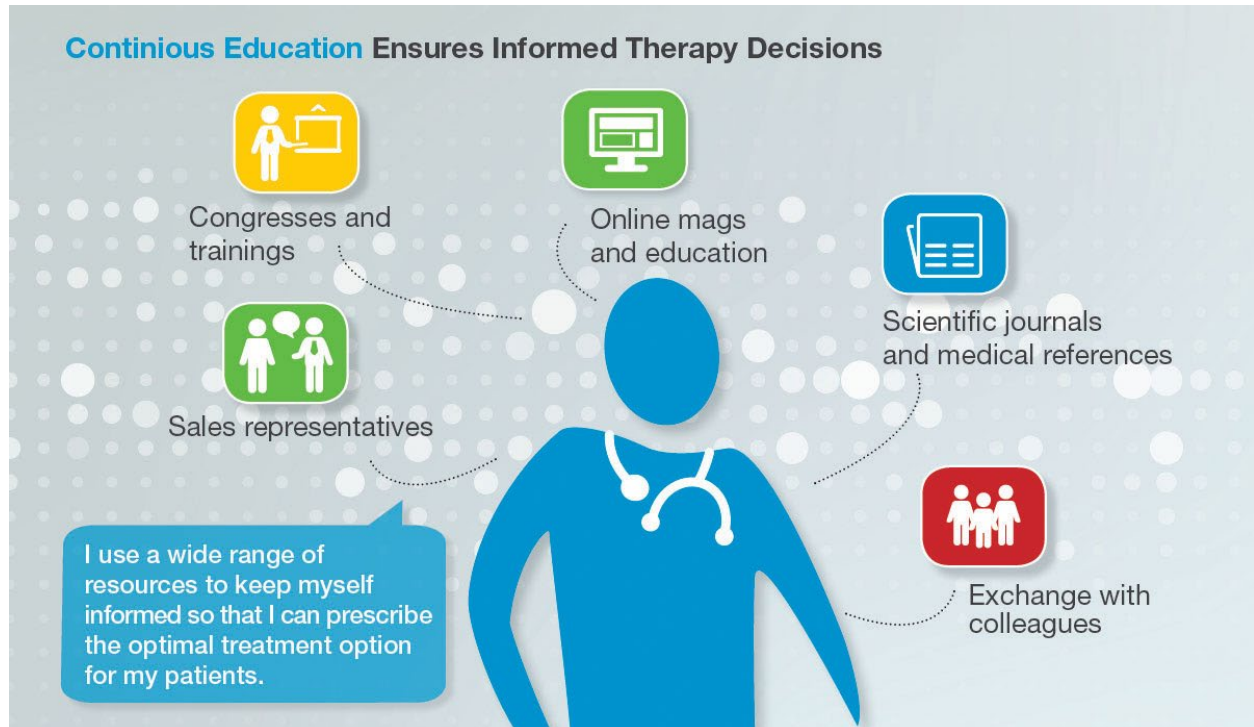 Continious Education Ensures Informed Therapy Decisions
Congresses and
trainings
Online mags
and education
Scientific journals
and medical references
Sales representatives
Exchange with
colleagues
I use a wide range of
resources to keep myself
informed so that I can prescribe
the optimal treatment option
for my patients.